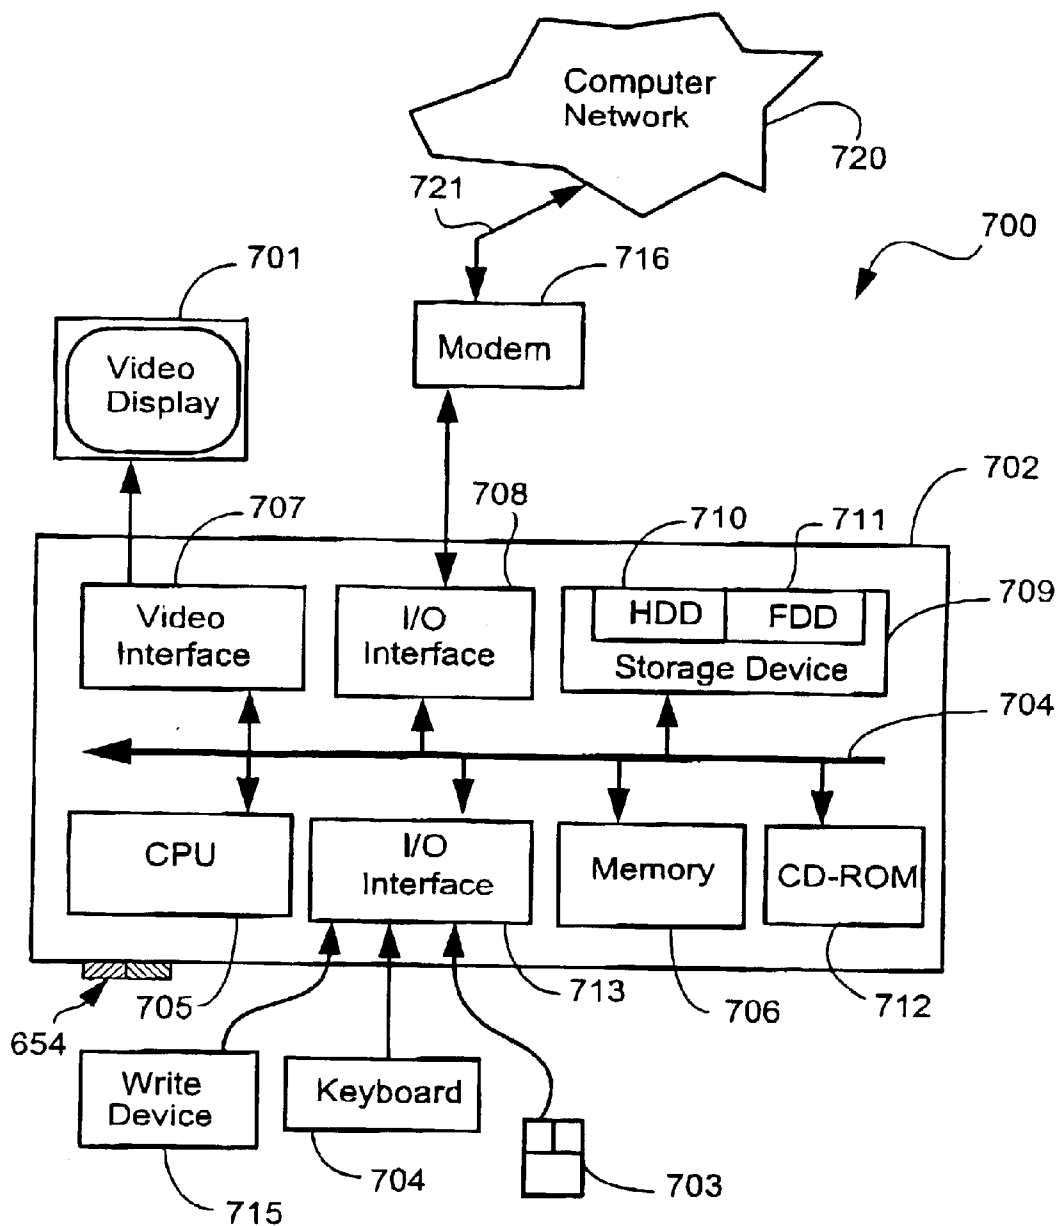 Computer
Network
720
721
700
701
716
Video
Display
Modem
702
707
708
710
711
709
Video
Interface
I/O
Interface
HDD
FDD
Storage Device
704
CPU
I/O
Interface
Memory
CD-ROM
654
705
713
706
712
Write
Device
Keyboard
715
704
703